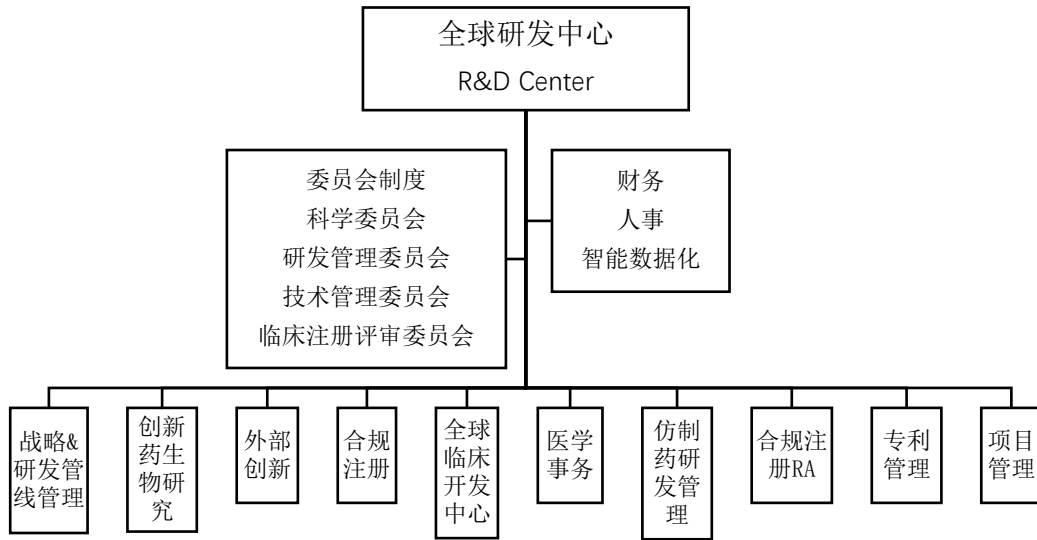 全球研发中心
R&D Center
委员会制度
科学委员会
研发管理委员会
技术管理委员会
临床注册评审委员会
财务
人事
智能数据化
战略&
研发管
线管理
创新
药生
物研
究
外部
创新
合规
注册
全球
临床
开发
中心
医学
事务
仿制
药研
发管
理
合规注
册RA
专利
管理
项目
管理